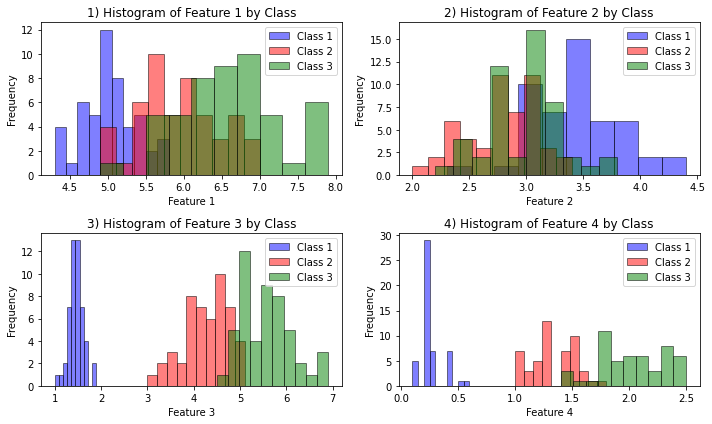 1) Histogram of Feature 1 by Class
12
10
8
6
4
2
0
Frequency
4.5 5.0 5.5 6.0 6.5 7.0 7.5 8.0
Feature 1
Class 1
Class 2
Class 3
2) Histogram of Feature 2 by Class
15.0
12.5
10.0
7.5
5.0
2.5
0.0
Frequency
2.0 2.5 3.0 3.5 4.0 4.5
Feature 2
Class 1
Class 2
Class 3
3) Histogram of Feature 3 by Class
12
10
8
6
4
2
0
Frequency
1 2 3 4 5 6 7
Feature 3
Class 1
Class 2
Class 3
4) Histogram of Feature 4 by Class
30
25
20
15
10
5
0
Frequency
0.0 0.5 1.0 1.5 2.0 2.5
Feature 4
Class 1
Class 2
Class 3